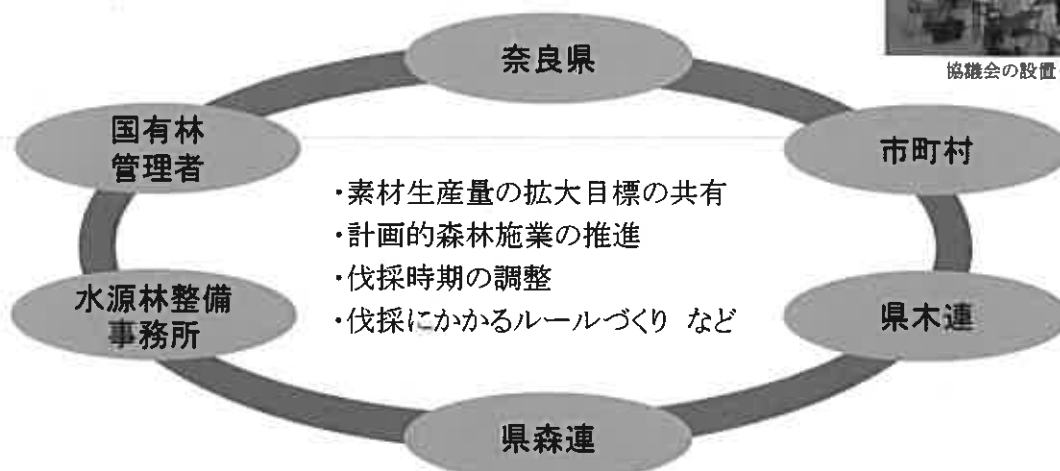 協議会の設置
奈良県
国有林
管理者
市町村
・素材生産量の拡大目標の共有
・計画的森林施業の推進
・伐採時期の調整
・伐採にかかるルールづくり など
水源林整備
事務所
県木連
県森連